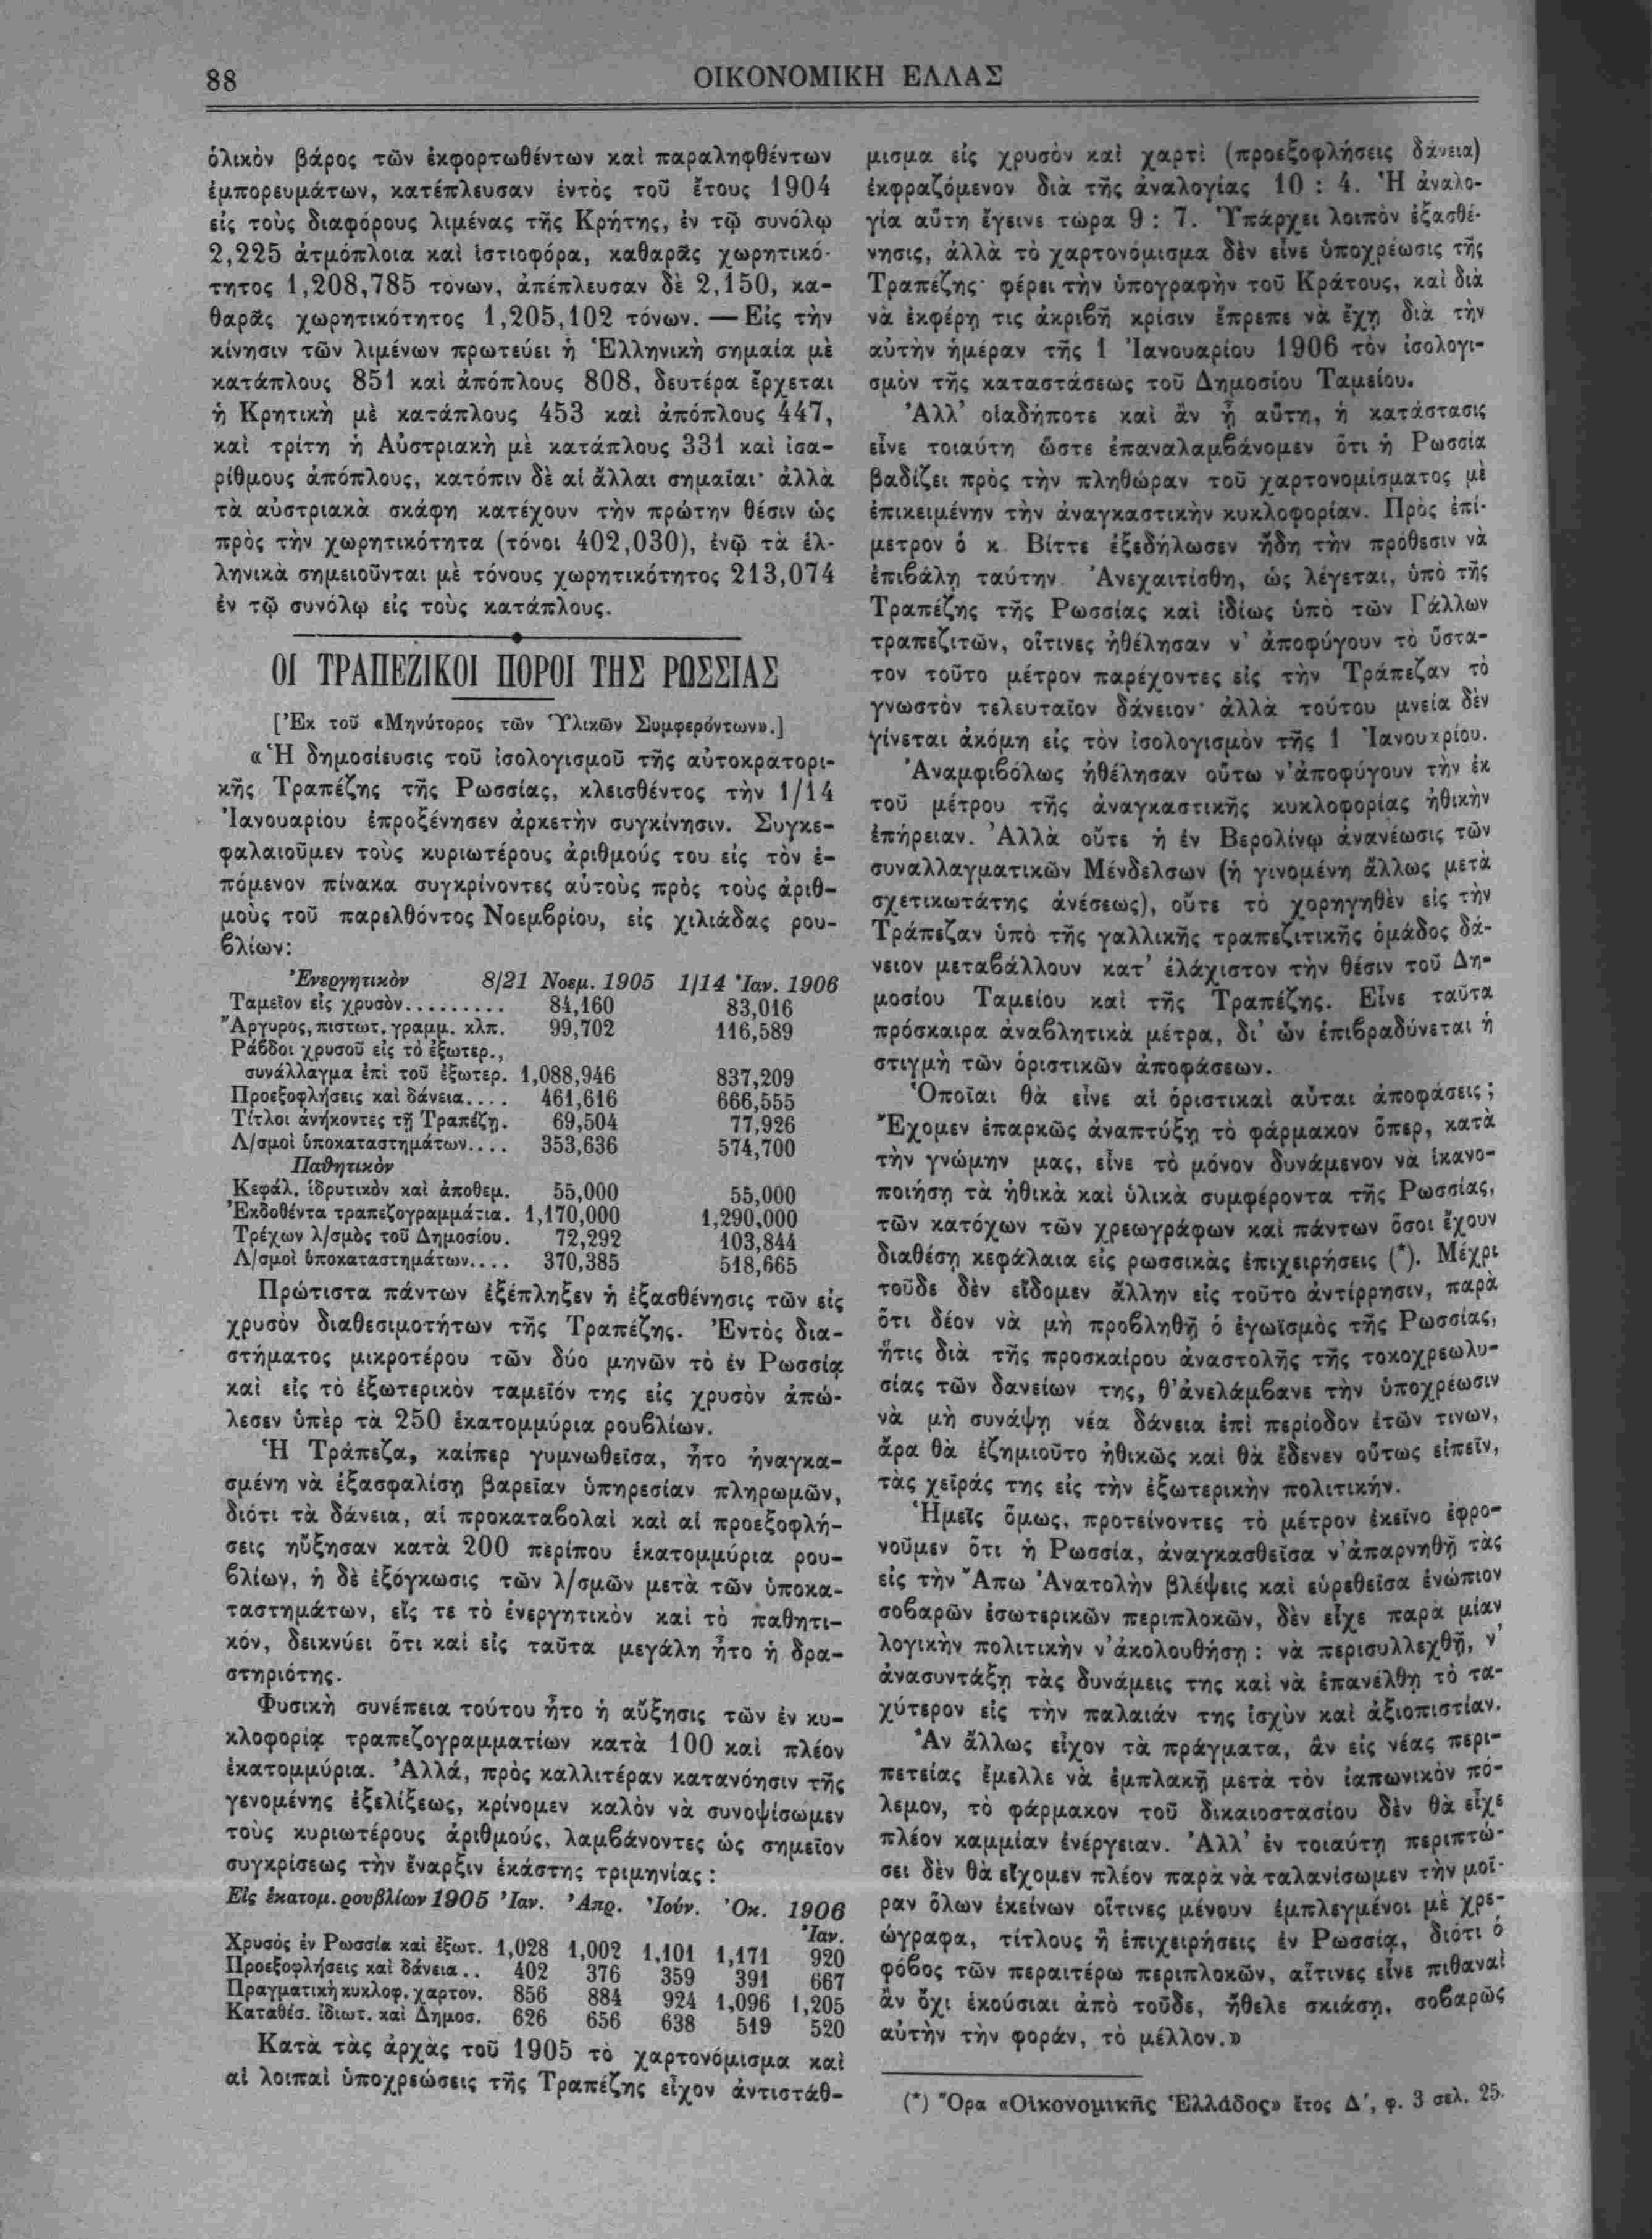 88
ΟΙΚΟΝΟΜΙΚΗ ΕΛΛΑΣ
ὁλικὸν βάρος τῶν ἐκφορτωθέντων καὶ παραληφθέντων
ἐμπορευμάτων, κατέπλευσαν ἐντὸς τοῦ ἔτους 1904
εἰς τοὺς διαφόρους λιμένας τῆς Κρήτης, ἐν τῷ συνόλῳ
2,225 ἀτμόπλοια καὶ ἱστιοφόρα, καθαρᾶς χωρητικό-
τητος 1,208,785 τόνων, ἀπέπλευσαν δὲ 2,150, κα-
θαρᾶς χωρητικότητος 1,205,102 τόνων. — Εἰς τὴν
κίνησιν τῶν λιμένων πρωτεύει ἡ Ἑλληνικὴ σημαία μὲ
κατάπλους 851 καὶ ἀπόπλους 808, δευτέρα ἔρχεται
ἡ Κρητικὴ μὲ κατάπλους 453 καὶ ἀπόπλους 447,
καὶ τρίτη ἡ Αὐστριακὴ μὲ κατάπλους 331 καὶ ἰσα-
ρίθμους ἀπόπλους, κατόπιν δὲ αἱ ἄλλαι σημαῖαι· ἀλλὰ
τὰ αὐστριακὰ σκάφη κατέχουν τὴν πρώτην θέσιν ὡς
πρὸς τὴν χωρητικότητα (τόνοι 402,030), ἐνῷ τὰ ἑλ-
ληνικὰ σημειοῦνται μὲ τόνους χωρητικότητος 213,074
ἐν τῷ συνόλῳ εἰς τοὺς κατάπλους.
ΟΙ ΤΡΑΠΕΖΙΚΟΙ ΠΟΡΟΙ ΤΗΣ ΡΩΣΣΙΑΣ
[Ἐκ τοῦ «Μηνύτορος τῶν Ὑλικῶν Συμφερόντων».]
«Ἡ δημοσίευσις τοῦ ἰσολογισμοῦ τῆς αὐτοκρατορι-
κῆς Τραπέζης τῆς Ρωσσίας, κλεισθέντος τὴν 1/14
Ἰανουαρίου ἐπροξένησεν ἀρκετὴν συγκίνησιν. Συγκε-
φαλαιοῦμεν τοὺς κυριωτέρους ἀριθμούς του εἰς τὸν ἑ-
πόμενον πίνακα συγκρίνοντες αὐτοὺς πρὸς τοὺς ἀριθ-
μοὺς τοῦ παρελθόντος Νοεμβρίου, εἰς χιλιάδας ρου-
βλίων:
Ἐνεργητικὸν 8/21 Νοεμ. 1905 1/14 Ἰαν. 1906
Ταμεῖον εἰς χρυσὸν......... 84,160 83,016
Ἄργυρος, πιστωτ. γραμμ. κλπ. 99,702 116,589
Ράβδοι χρυσοῦ εἰς τὸ ἐξωτερ.,
συνάλλαγμα ἐπὶ τοῦ ἐξωτερ. 1,088,946 837,209
Προεξοφλήσεις καὶ δάνεια.... 461,616 666,555
Τίτλοι ἀνήκοντες τῇ Τραπέζῃ. 69,504 77,926
Λ/σμοὶ ὑποκαταστημάτων.... 353,636 574,700
Παθητικὸν
Κεφάλ. ἱδρυτικὸν καὶ ἀποθεμ. 55,000 55,000
Ἐκδοθέντα τραπεζογραμμάτια. 1,170,000 1,290,000
Τρέχων λ/σμὸς τοῦ Δημοσίου. 72,292 103,844
Λ/σμοὶ ὑποκαταστημάτων.... 370,385 518,665
Πρώτιστα πάντων ἐξέπληξεν ἡ ἐξασθένησις τῶν εἰς
χρυσὸν διαθεσιμοτήτων τῆς Τραπέζης. Ἐντὸς δια-
στήματος μικροτέρου τῶν δύο μηνῶν τὸ ἐν Ρωσσίᾳ
καὶ εἰς τὸ ἐξωτερικὸν ταμεῖόν της εἰς χρυσὸν ἀπώ-
λεσεν ὑπὲρ τὰ 250 ἑκατομμύρια ρουβλίων.
Ἡ Τράπεζα, καίπερ γυμνωθεῖσα, ἦτο ἠναγκα-
σμένη νὰ ἐξασφαλίσῃ βαρεῖαν ὑπηρεσίαν πληρωμῶν,
διότι τὰ δάνεια, αἱ προκαταβολαὶ καὶ αἱ προεξοφλή-
σεις ηὔξησαν κατὰ 200 περίπου ἑκατομμύρια ρου-
βλίων, ἡ δὲ ἐξόγκωσις τῶν λ/σμῶν μετὰ τῶν ὑποκα-
ταστημάτων, εἴς τε τὸ ἐνεργητικὸν καὶ τὸ παθητι-
κόν, δεικνύει ὅτι καὶ εἰς ταῦτα μεγάλη ἦτο ἡ δρα-
στηριότης.
Φυσικὴ συνέπεια τούτου ἦτο ἡ αὔξησις τῶν ἐν κυ-
κλοφορίᾳ τραπεζογραμματίων κατὰ 100 καὶ πλέον
ἑκατομμύρια. Ἀλλά, πρὸς καλλιτέραν κατανόησιν τῆς
γενομένης ἐξελίξεως, κρίνομεν καλὸν νὰ συνοψίσωμεν
τοὺς κυριωτέρους ἀριθμούς, λαμβάνοντες ὡς σημεῖον
συγκρίσεως τὴν ἔναρξιν ἑκάστης τριμηνίας:
Εἰς ἑκατομ. ρουβλίων 1905 Ἰαν. Ἀπρ. Ἰούν. Ὀκ. 1906
Ἰαν.
Χρυσὸς ἐν Ρωσσίᾳ καὶ ἐξωτ. 1,028 1,002 1,101 1,171 920
Προεξοφλήσεις καὶ δάνεια.. 402 376 359 391 667
Πραγματικὴ κυκλοφ. χαρτον. 856 884 924 1,096 1,205
Καταθέσ. ἰδιωτ. καὶ Δημοσ. 626 656 638 519 520
Κατὰ τὰς ἀρχὰς τοῦ 1905 τὸ χαρτονόμισμα καὶ
αἱ λοιπαὶ ὑποχρεώσεις τῆς Τραπέζης εἶχον ἀντιστάθ-
μισμα εἰς χρυσὸν καὶ χαρτὶ (προεξοφλήσεις δάνεια)
ἐκφραζόμενον διὰ τῆς ἀναλογίας 10 : 4. Ἡ ἀναλο-
γία αὕτη ἔγεινε τώρα 9 : 7. Ὑπάρχει λοιπὸν ἐξασθέ-
νησις, ἀλλὰ τὸ χαρτονόμισμα δὲν εἶνε ὑποχρέωσις τῆς
Τραπέζης· φέρει τὴν ὑπογραφὴν τοῦ Κράτους, καὶ διὰ
νὰ ἐκφέρῃ τις ἀκριβῆ κρίσιν ἔπρεπε νὰ ἔχῃ διὰ τὴν
αὐτὴν ἡμέραν τῆς 1 Ἰανουαρίου 1906 τὸν ἰσολογι-
σμὸν τῆς καταστάσεως τοῦ Δημοσίου Ταμείου.
Ἀλλ' οἱαδήποτε καὶ ἂν ᾖ αὕτη, ἡ κατάστασις
εἶνε τοιαύτη ὥστε ἐπαναλαμβάνομεν ὅτι ἡ Ρωσσία
βαδίζει πρὸς τὴν πληθώραν τοῦ χαρτονομίσματος μὲ
ἐπικειμένην τὴν ἀναγκαστικὴν κυκλοφορίαν. Πρὸς ἐπί-
μετρον ὁ κ. Βίττε ἐξεδήλωσεν ἤδη τὴν πρόθεσιν νὰ
ἐπιβάλῃ ταύτην. Ἀνεχαιτίσθη, ὡς λέγεται, ὑπὸ τῆς
Τραπέζης τῆς Ρωσσίας καὶ ἰδίως ὑπὸ τῶν Γάλλων
τραπεζιτῶν, οἵτινες ἠθέλησαν ν' ἀποφύγουν τὸ ὕστα-
τον τοῦτο μέτρον παρέχοντες εἰς τὴν Τράπεζαν τὸ
γνωστὸν τελευταῖον δάνειον· ἀλλὰ τούτου μνεία δὲν
γίνεται ἀκόμη εἰς τὸν ἰσολογισμὸν τῆς 1 Ἰανουαρίου.
Ἀναμφιβόλως ἠθέλησαν οὕτω ν' ἀποφύγουν τὴν ἐκ
τοῦ μέτρου τῆς ἀναγκαστικῆς κυκλοφορίας ἠθικὴν
ἐπήρειαν. Ἀλλὰ οὔτε ἡ ἐν Βερολίνῳ ἀνανέωσις τῶν
συναλλαγματικῶν Μένδελσων (ἡ γινομένη ἄλλως μετὰ
σχετικωτάτης ἀνέσεως), οὔτε τὸ χορηγηθὲν εἰς τὴν
Τράπεζαν ὑπὸ τῆς γαλλικῆς τραπεζιτικῆς ὁμάδος δά-
νειον μεταβάλλουν κατ' ἐλάχιστον τὴν θέσιν τοῦ Δη-
μοσίου Ταμείου καὶ τῆς Τραπέζης. Εἶνε ταῦτα
πρόσκαιρα ἀναβλητικὰ μέτρα, δι' ὧν ἐπιβραδύνεται ἡ
στιγμὴ τῶν ὁριστικῶν ἀποφάσεων.
Ὁποῖαι θὰ εἶνε αἱ ὁριστικαὶ αὗται ἀποφάσεις;
Ἔχομεν ἐπαρκῶς ἀναπτύξῃ τὸ φάρμακον ὅπερ, κατὰ
τὴν γνώμην μας, εἶνε τὸ μόνον δυνάμενον νὰ ἱκανο-
ποιήσῃ τὰ ἠθικὰ καὶ ὑλικὰ συμφέροντα τῆς Ρωσσίας,
τῶν κατόχων τῶν χρεωγράφων καὶ πάντων ὅσοι ἔχουν
διαθέσῃ κεφάλαια εἰς ρωσσικὰς ἐπιχειρήσεις (*). Μέχρι
τοῦδε δὲν εἴδομεν ἄλλην εἰς τοῦτο ἀντίρρησιν, παρὰ
ὅτι δέον νὰ μὴ προβληθῇ ὁ ἐγωϊσμὸς τῆς Ρωσσίας,
ἥτις διὰ τῆς προσκαίρου ἀναστολῆς τῆς τοκοχρεωλυ-
σίας τῶν δανείων της, θ' ἀνελάμβανε τὴν ὑποχρέωσιν
νὰ μὴ συνάψῃ νέα δάνεια ἐπὶ περίοδον ἐτῶν τινων,
ἄρα θὰ ἐζημιοῦτο ἠθικῶς καὶ θὰ ἔδενεν οὕτως εἰπεῖν,
τὰς χεῖράς της εἰς τὴν ἐξωτερικὴν πολιτικήν.
Ἡμεῖς ὅμως, προτείνοντες τὸ μέτρον ἐκεῖνο ἐφρο-
νοῦμεν ὅτι ἡ Ρωσσία, ἀναγκασθεῖσα ν' ἀπαρνηθῇ τὰς
εἰς τὴν Ἄπω Ἀνατολὴν βλέψεις καὶ εὑρεθεῖσα ἐνώπιον
σοβαρῶν ἐσωτερικῶν περιπλοκῶν, δὲν εἶχε παρὰ μίαν
λογικὴν πολιτικὴν ν' ἀκολουθήσῃ : νὰ περισυλλεχθῇ, ν'
ἀνασυντάξῃ τὰς δυνάμεις της καὶ νὰ ἐπανέλθῃ τὸ τα-
χύτερον εἰς τὴν παλαιάν της ἰσχὺν καὶ ἀξιοπιστίαν.
Ἂν ἄλλως εἶχον τὰ πράγματα, ἂν εἰς νέας περι-
πετείας ἔμελλε νὰ ἐμπλακῇ μετὰ τὸν ἰαπωνικὸν πό-
λεμον, τὸ φάρμακον τοῦ δικαιοστασίου δὲν θὰ εἶχε
πλέον καμμίαν ἐνέργειαν. Ἀλλ' ἐν τοιαύτῃ περιπτώ-
σει δὲν θὰ εἴχομεν πλέον παρὰ νὰ ταλανίσωμεν τὴν μοῖ-
ραν ὅλων ἐκείνων οἵτινες μένουν ἐμπλεγμένοι μὲ χρε-
ώγραφα, τίτλους ἢ ἐπιχειρήσεις ἐν Ρωσσίᾳ, διότι ὁ
φόβος τῶν περαιτέρω περιπλοκῶν, αἵτινες εἶνε πιθαναὶ
ἂν ὄχι ἑκούσιαι ἀπὸ τοῦδε, ἤθελε σκιάσῃ, σοβαρῶς
αὐτὴν τὴν φοράν, τὸ μέλλον.»
(*) Ὅρα «Οἰκονομικῆς Ἑλλάδος» ἔτος Δ', φ. 3 σελ. 25.